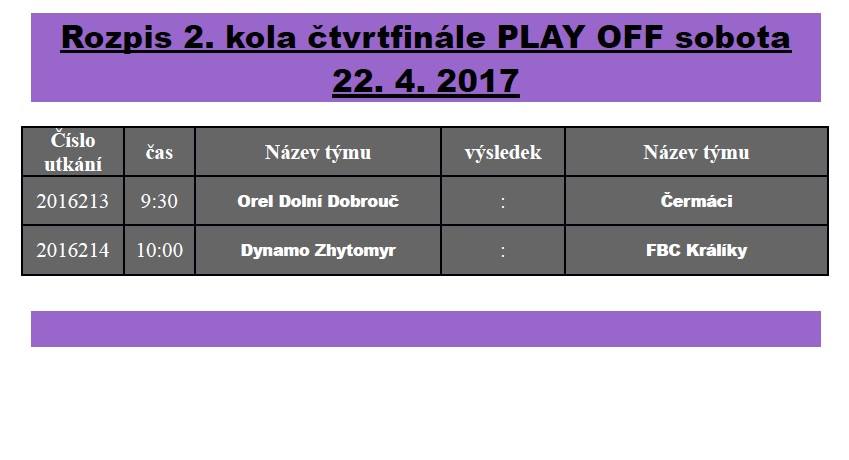 Rozpis 2. kola čtvrtfinále PLAY OFF sobota
22. 4. 2017
Číslo utkání čas Název týmu výsledek Název týmu
2016213 9:30 Orel Dolní Dobrouč : Čermáci
2016214 10:00 Dynamo Zhytomyr : FBC Králíky